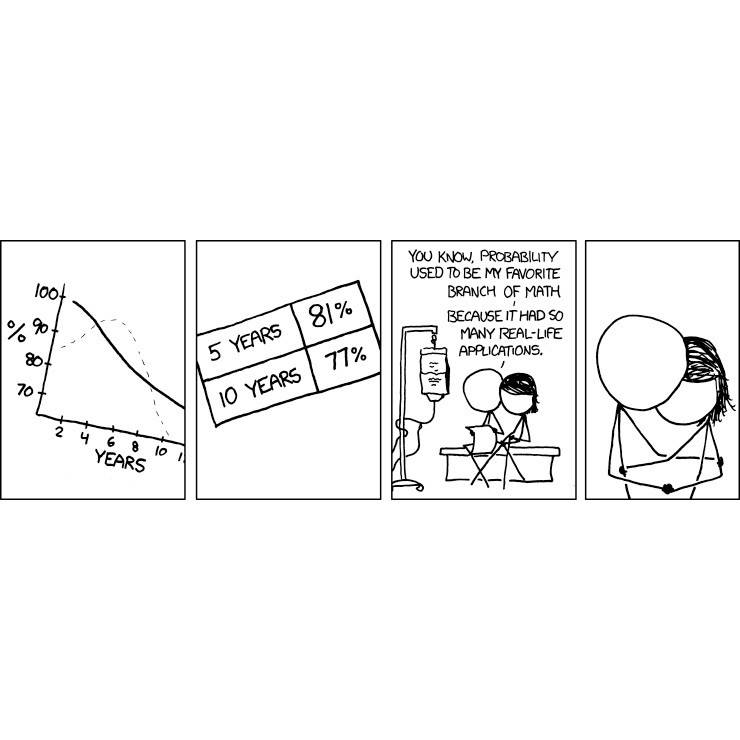 100
%
90
80
70
2 4 6 8 10 1
YEARS
5 YEARS 81%
10 YEARS 77%
YOU KNOW, PROBABILITY
USED TO BE MY FAVORITE
BRANCH OF MATH
BECAUSE IT HAD SO
MANY REAL-LIFE
APPLICATIONS.